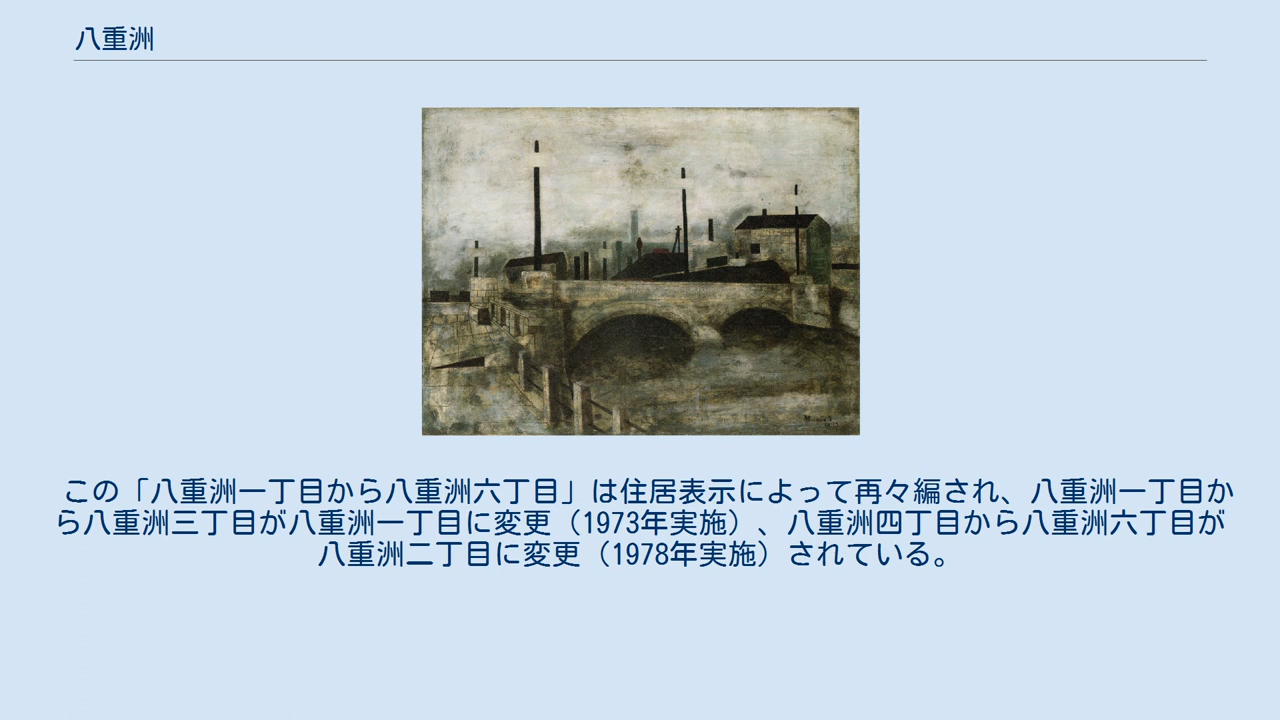 八重洲
この「八重洲一丁目から八重洲六丁目」は住居表示によって再々編され、八重洲一丁目か
ら八重洲三丁目が八重洲一丁目に変更（1973年実施）、八重洲四丁目から八重洲六丁目が
八重洲二丁目に変更（1978年実施）されている。